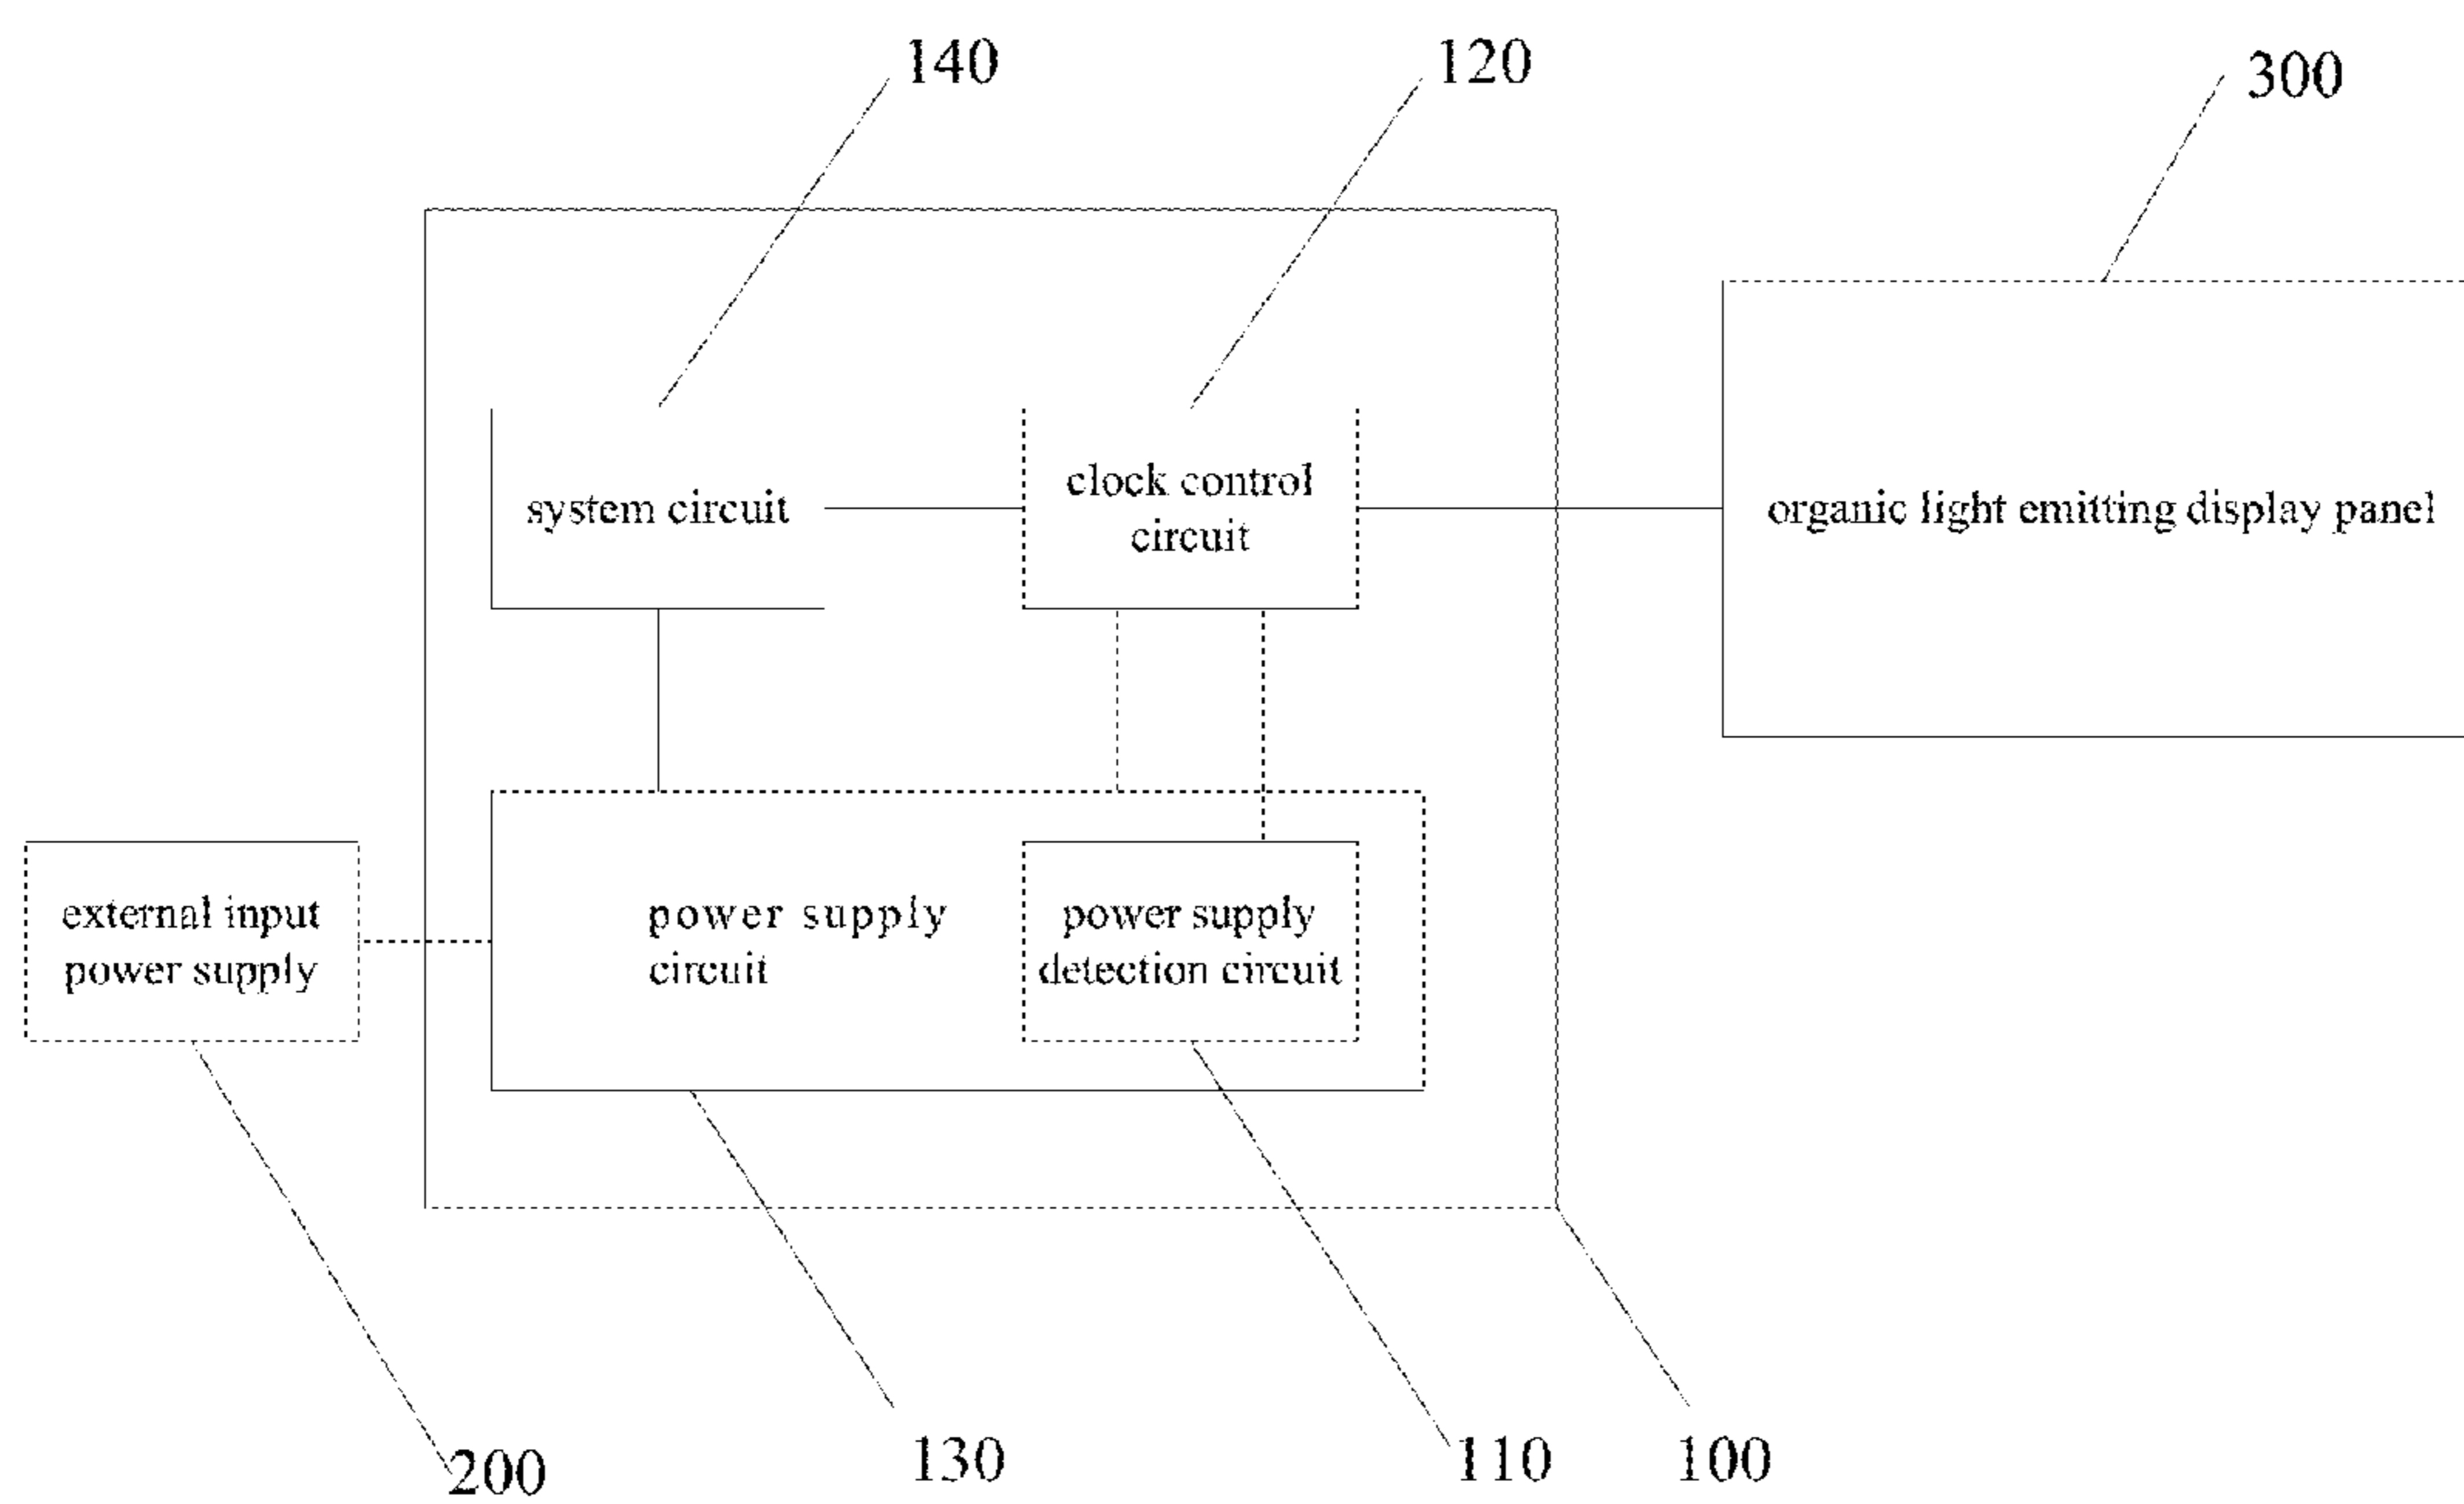 140
120
300
system circuit
clock control
circuit
organic light emitting display panel
external input
power supply
power supply
circuit
power supply
detection circuit
200
130
110
100